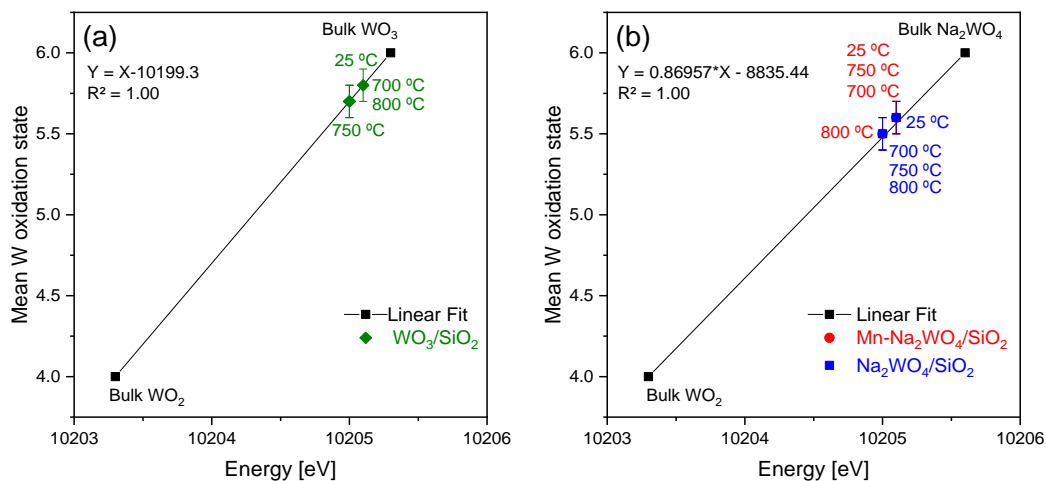 (a)
Bulk WO₃
Y = X-10199.3
R² = 1.00
25 ºC
700 ºC
800 ºC
750 ºC
Bulk WO₂
Linear Fit
WO₃/SiO₂
Mean W oxidation state
6.0
5.5
5.0
4.5
4.0
10203 10204 10205 10206
Energy [eV]
(b)
Bulk Na₂WO₄
Y = 0.86957*X - 8835.44
R² = 1.00
25 ºC
750 ºC
700 ºC
800 ºC
25 ºC
700 ºC
750 ºC
800 ºC
Bulk WO₂
Linear Fit
Mn-Na₂WO₄/SiO₂
Na₂WO₄/SiO₂
Mean W oxidation state
6.0
5.5
5.0
4.5
4.0
10203 10204 10205 10206
Energy [eV]